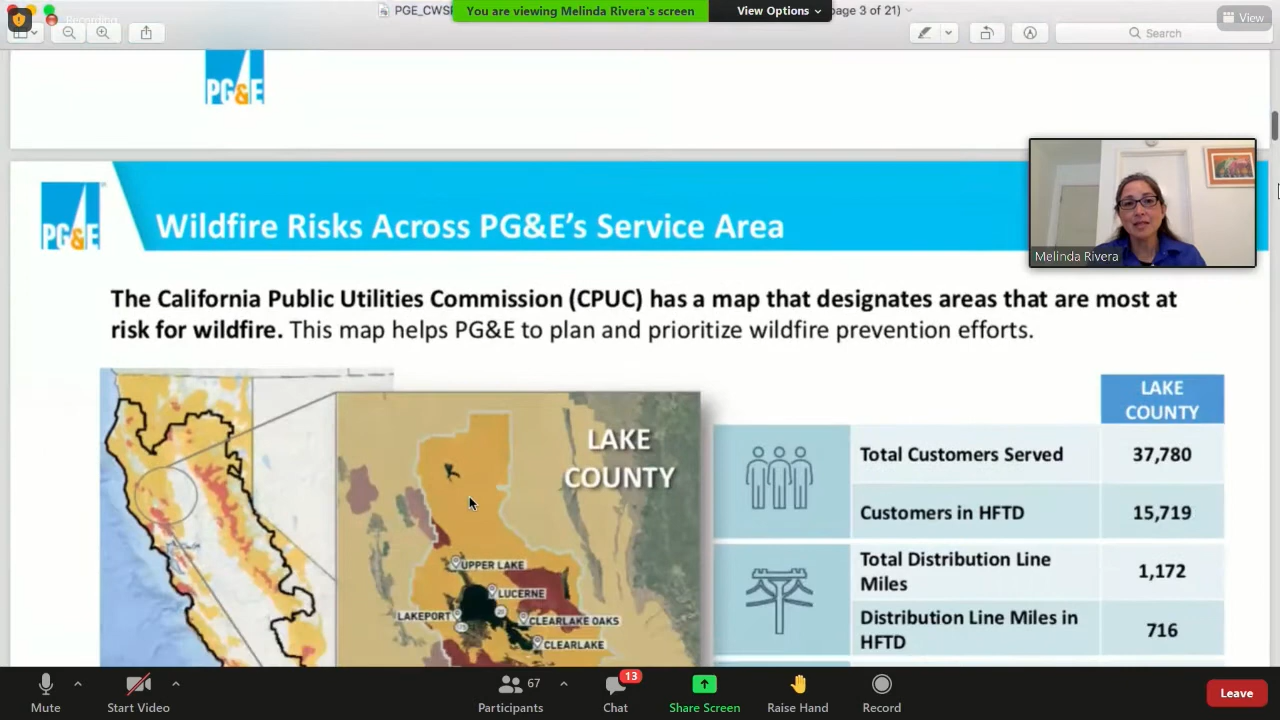 Recording
PGE_CWS
You are viewing Melinda Rivera's screen
View Options
page 3 of 21)
View
Search
PG&E
PG&E
Wildfire Risks Across PG&E's Service Area
Melinda Rivera
The California Public Utilities Commission (CPUC) has a map that designates areas that are most at
risk for wildfire. This map helps PG&E to plan and prioritize wildfire prevention efforts.
LAKE
COUNTY
UPPER LAKE
LUCERNE
LAKEPORT
20
CLEARLAKE OAKS
CLEARLAKE
LAKE
COUNTY
Total Customers Served
37,780
Customers in HFTD
15,719
Total Distribution Line
Miles
1,172
Distribution Line Miles in
HFTD
716
Mute
Start Video
67
Participants
13
Chat
Share Screen
Raise Hand
Record
Leave